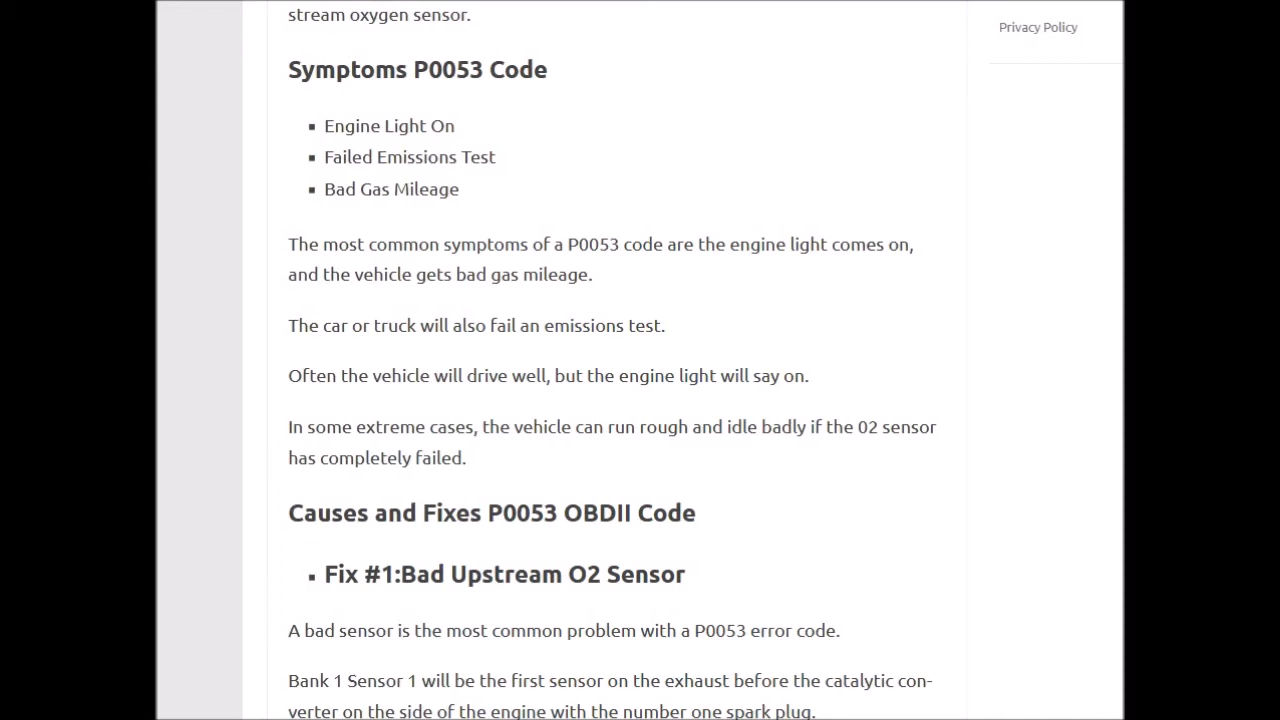 stream oxygen sensor.
Privacy Policy
Symptoms P0053 Code
▪ Engine Light On
▪ Failed Emissions Test
▪ Bad Gas Mileage
The most common symptoms of a P0053 code are the engine light comes on,
and the vehicle gets bad gas mileage.
The car or truck will also fail an emissions test.
Often the vehicle will drive well, but the engine light will say on.
In some extreme cases, the vehicle can run rough and idle badly if the 02 sensor
has completely failed.
Causes and Fixes P0053 OBDII Code
▪ Fix #1:Bad Upstream O2 Sensor
A bad sensor is the most common problem with a P0053 error code.
Bank 1 Sensor 1 will be the first sensor on the exhaust before the catalytic con-
verter on the side of the engine with the number one spark plug.